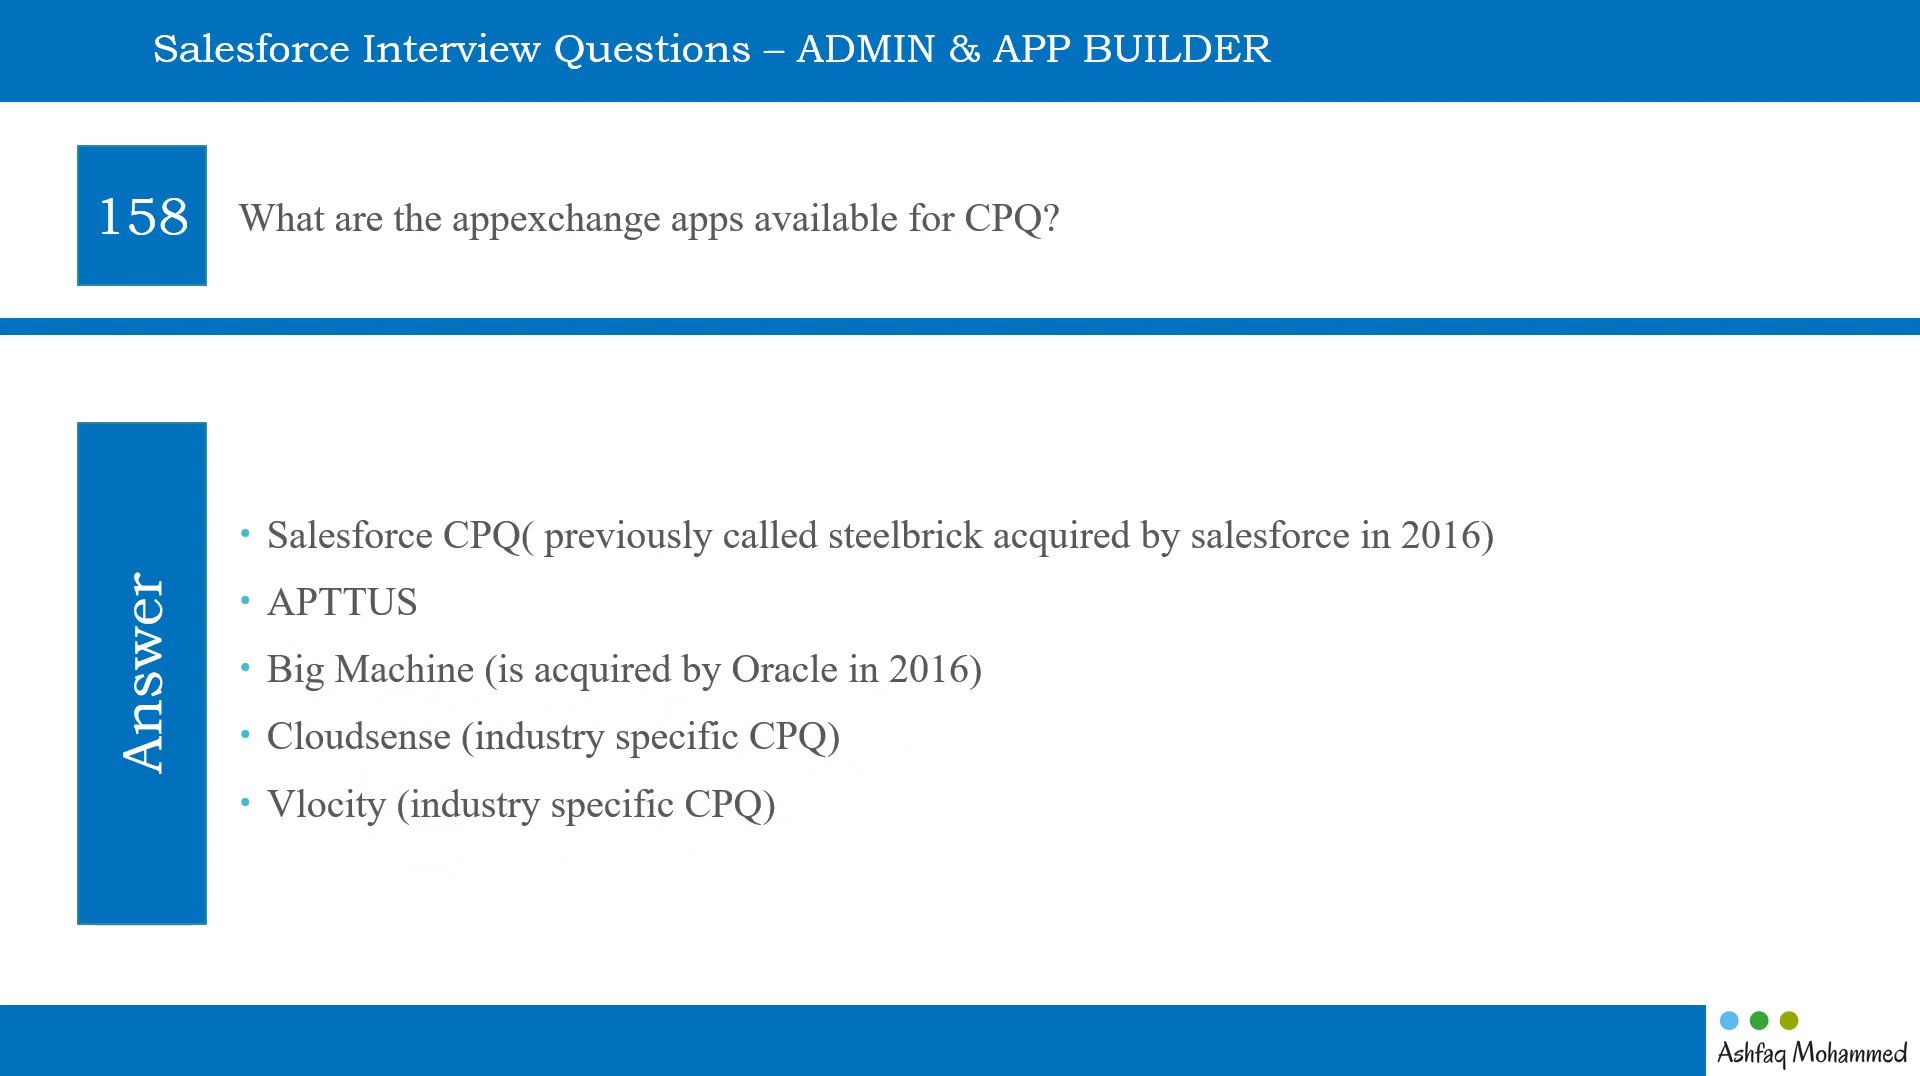 Salesforce Interview Questions – ADMIN & APP BUILDER
158
What are the appexchange apps available for CPQ?
Answer
• Salesforce CPQ( previously called steelbrick acquired by salesforce in 2016)
• APTTUS
• Big Machine (is acquired by Oracle in 2016)
• Cloudsense (industry specific CPQ)
• Vlocity (industry specific CPQ)
Ashfaq Mohammed